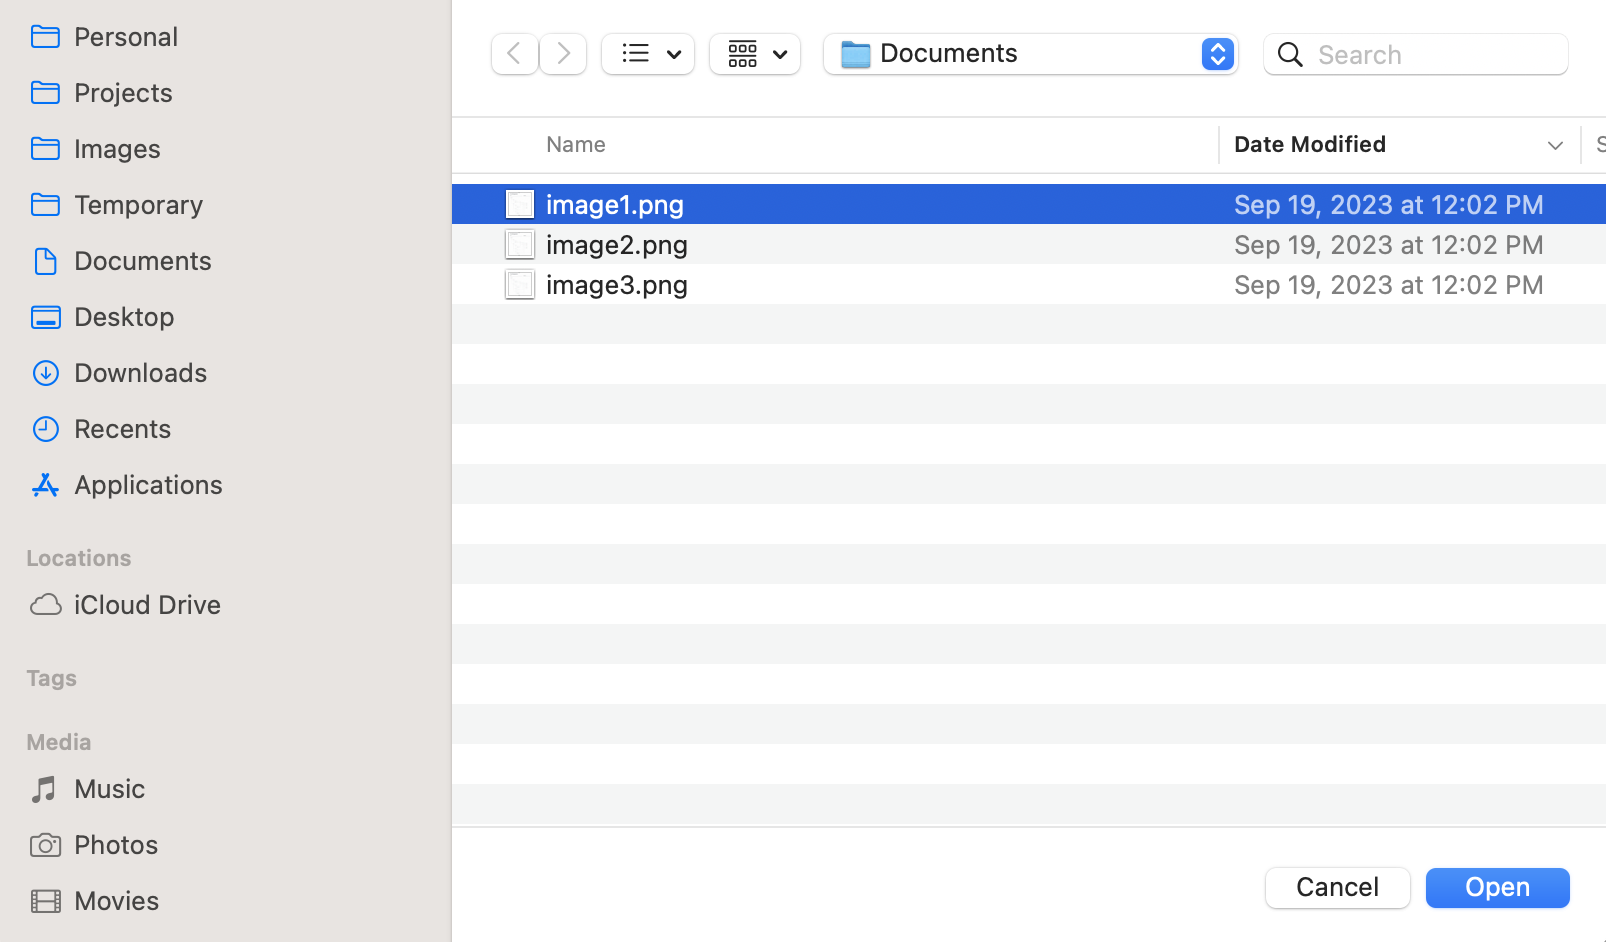 Personal
Projects
Images
Temporary
Documents
Desktop
Downloads
Recents
Applications
Locations
iCloud Drive
Tags
Media
Music
Photos
Movies
Documents
Search
Name Date Modified S
image1.png Sep 19, 2023 at 12:02 PM
image2.png Sep 19, 2023 at 12:02 PM
image3.png Sep 19, 2023 at 12:02 PM
Cancel Open